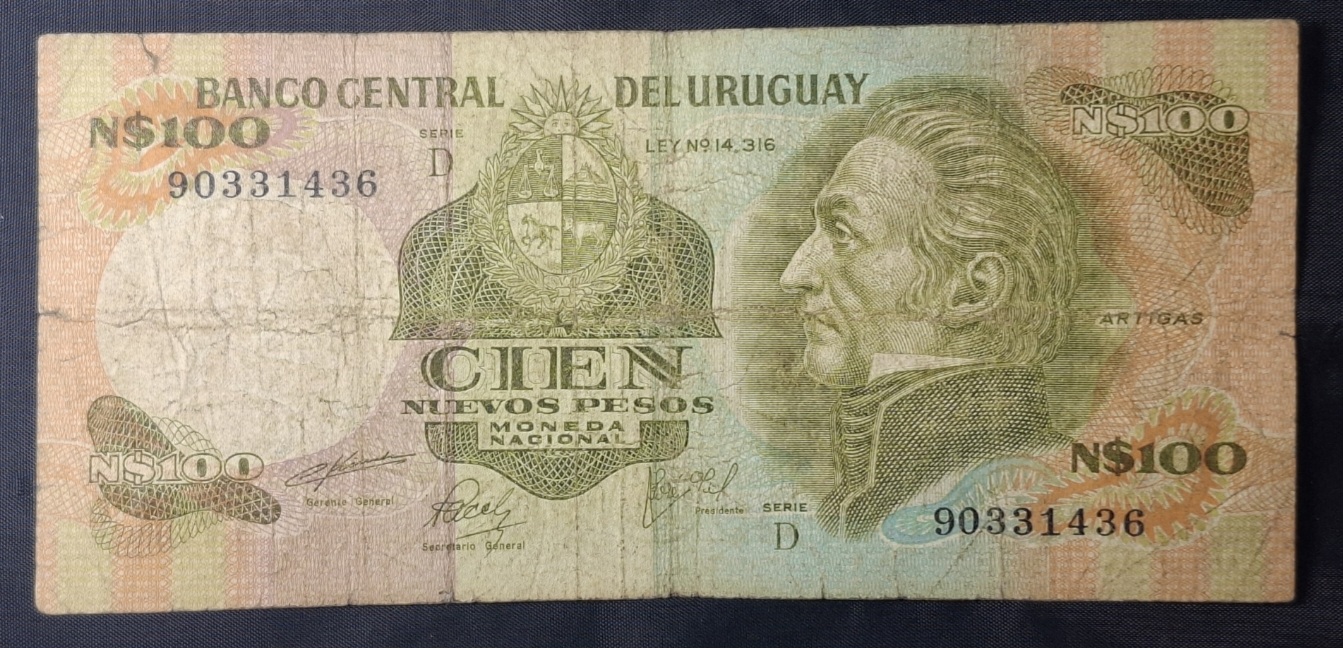 BANCO CENTRAL DEL URUGUAY
N$100
N$100
SERIE
D
LEY Nº 14.316
90331436
ARTIGAS
CIEN
NUEVOS PESOS
MONEDA
NACIONAL
N$100
N$100
Gerente General
Secretario General
Presidente
SERIE
D
90331436